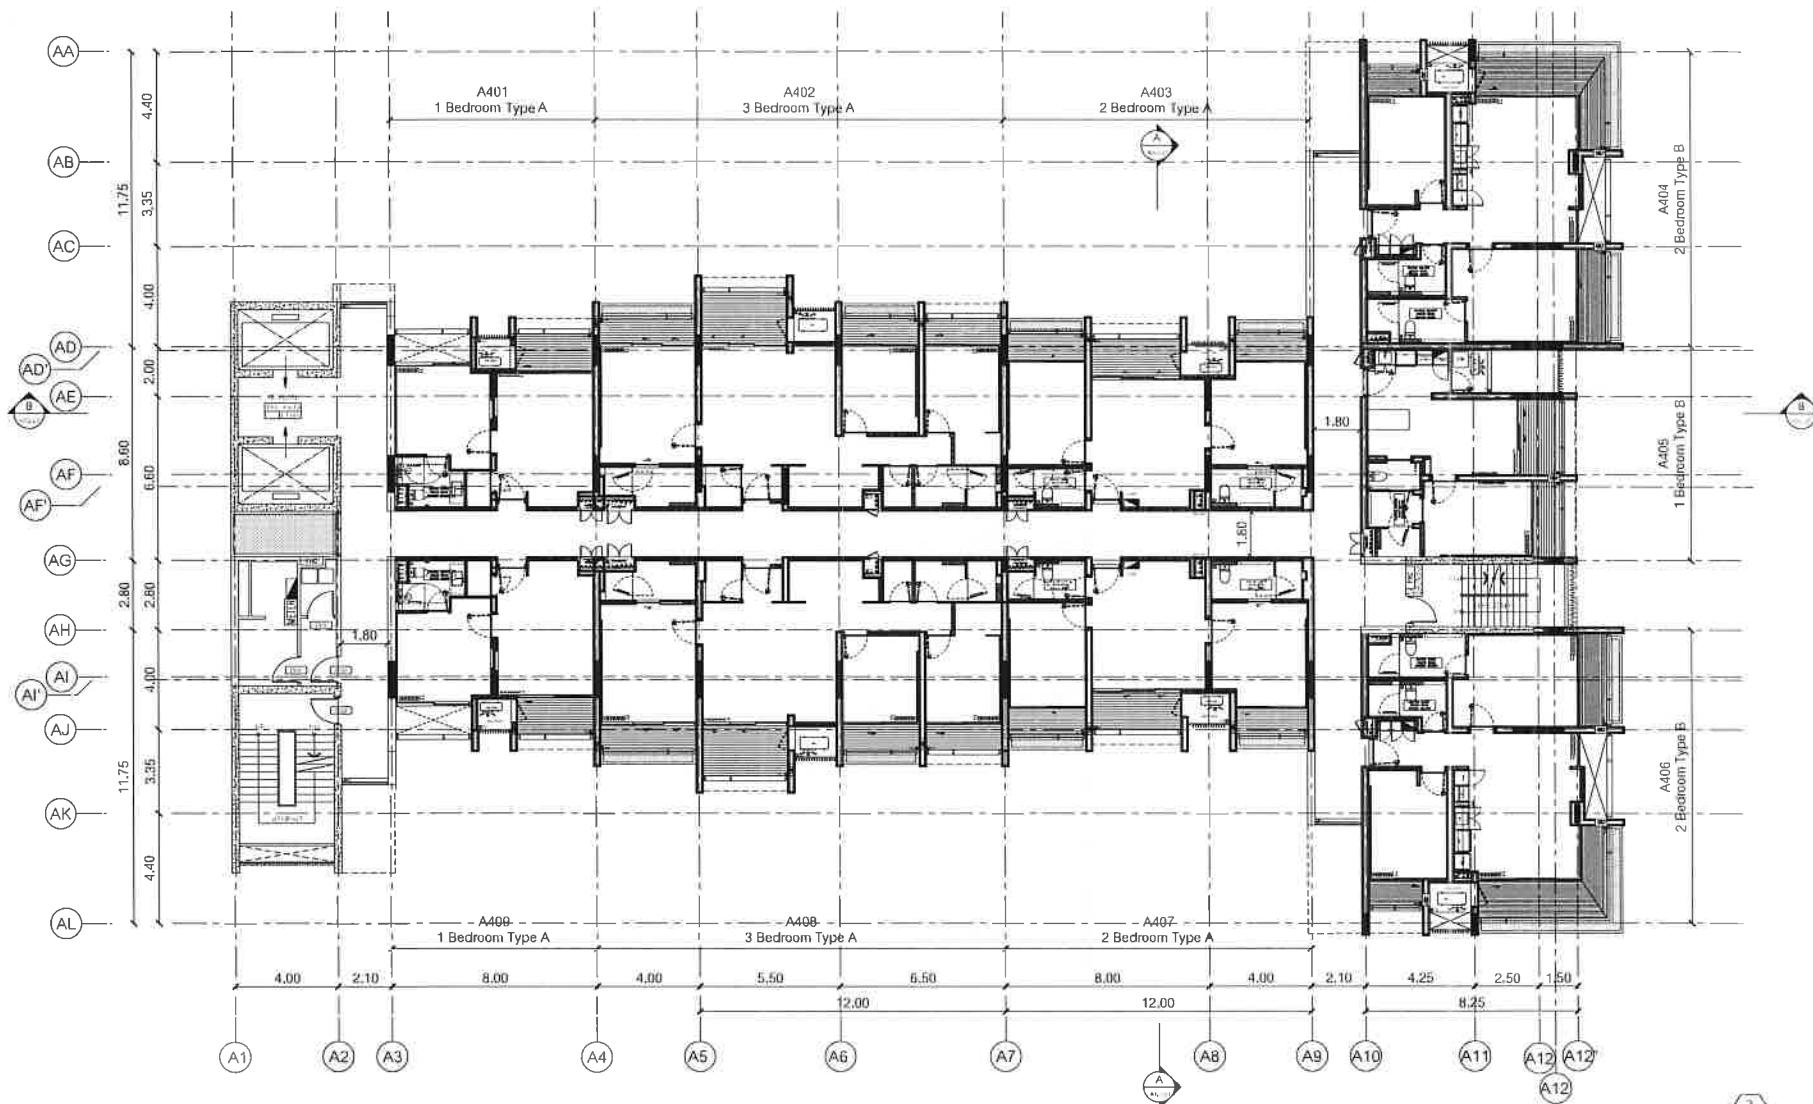 AA
AB
AC
AD
AD'
AE
AF
AF'
AG
AH
AI
AI'
AJ
AK
AL
B
11.75
8.60
2.80
11.75
4.40
3.35
4.00
2.00
6.60
2.80
4.00
3.35
4.40
A401
1 Bedroom Type A
A402
3 Bedroom Type A
A403
2 Bedroom Type A
A
A404
2 Bedroom Type B
A405
1 Bedroom Type B
A406
2 Bedroom Type B
B
1.80
1.80
1.80
A409
1 Bedroom Type A
A408
3 Bedroom Type A
A407
2 Bedroom Type A
4.00
2.10
8.00
4.00
5.50
6.50
8.00
4.00
2.10
4.25
2.50
1.50
12.00
12.00
8.25
A1
A2
A3
A4
A5
A6
A7
A8
A9
A10
A11
A12
A12'
A12
A